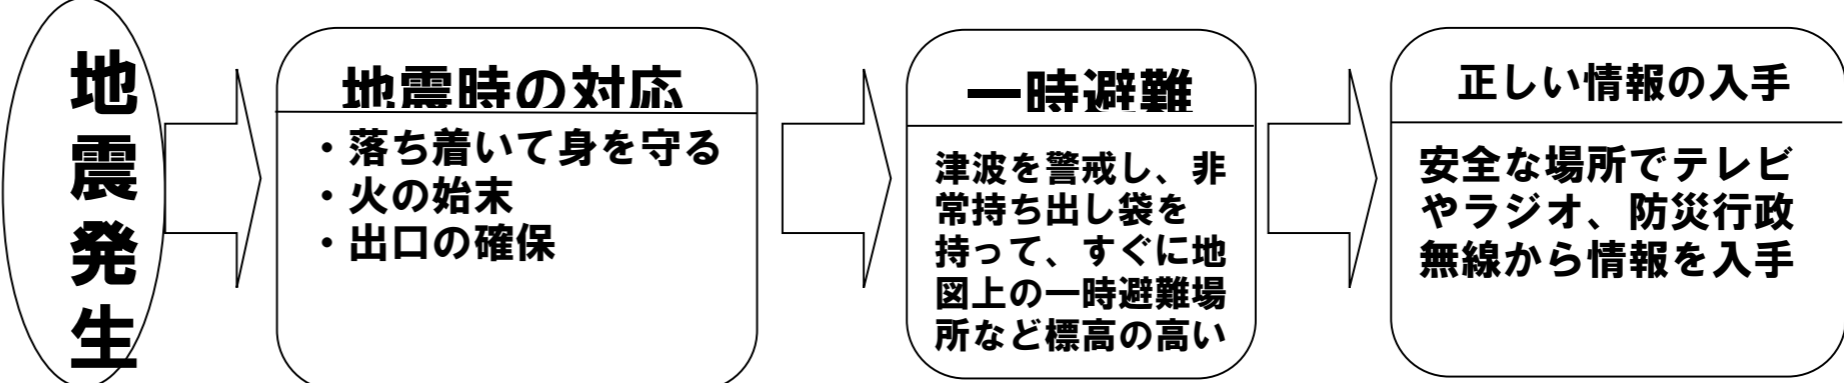 地震発生
地震時の対応
・落ち着いて身を守る
・火の始末
・出口の確保
一時避難
津波を警戒し、非
常持ち出し袋を
持って、すぐに地
図上の一時避難場
所など標高の高い
正しい情報の入手
安全な場所でテレビ
やラジオ、防災行政
無線から情報を入手